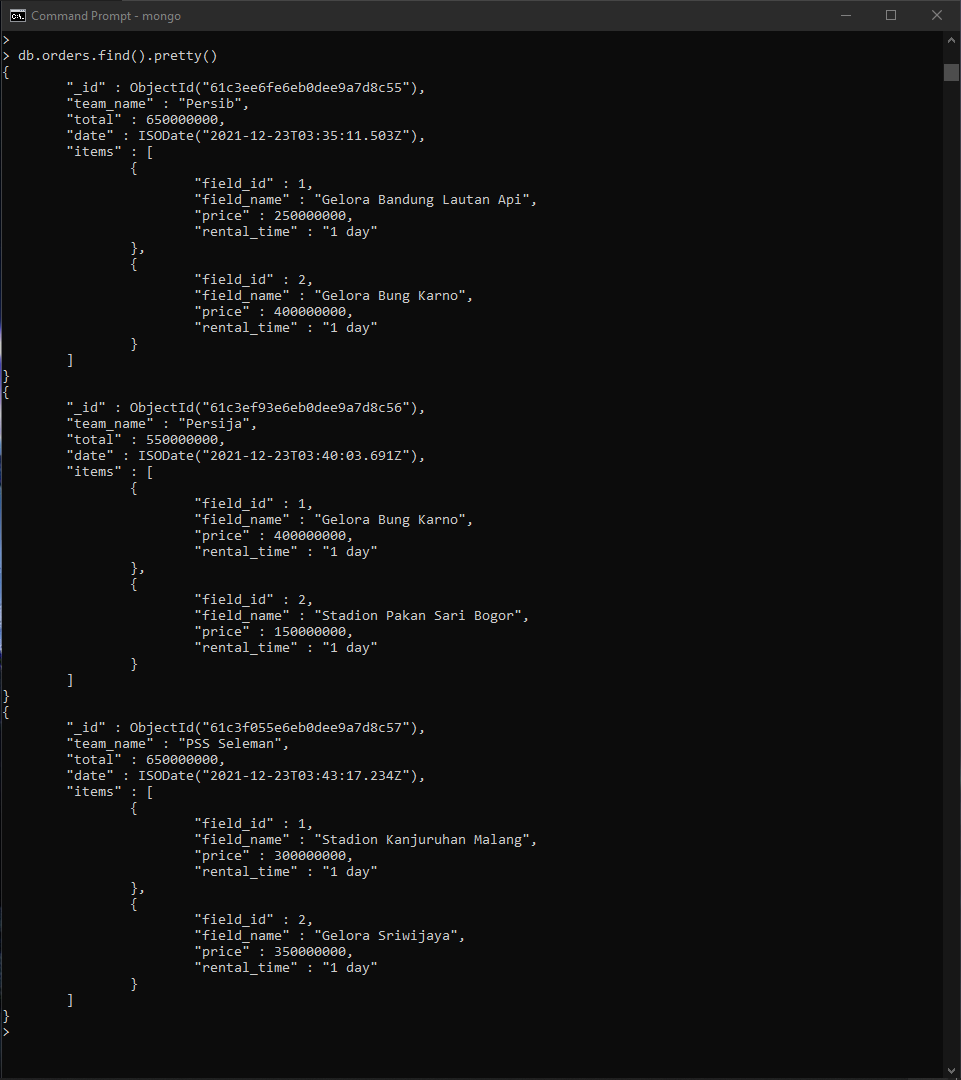 Command Prompt - mongo
>
> db.orders.find().pretty()
{
        "_id" : ObjectId("61c3ee6fe6eb0dee9a7d8c55"),
        "team_name" : "Persib",
        "total" : 650000000,
        "date" : ISODate("2021-12-23T03:35:11.503Z"),
        "items" : [
                {
                        "field_id" : 1,
                        "field_name" : "Gelora Bandung Lautan Api",
                        "price" : 250000000,
                        "rental_time" : "1 day"
                },
                {
                        "field_id" : 2,
                        "field_name" : "Gelora Bung Karno",
                        "price" : 400000000,
                        "rental_time" : "1 day"
                }
        ]
}
{
        "_id" : ObjectId("61c3ef93e6eb0dee9a7d8c56"),
        "team_name" : "Persija",
        "total" : 550000000,
        "date" : ISODate("2021-12-23T03:40:03.691Z"),
        "items" : [
                {
                        "field_id" : 1,
                        "field_name" : "Gelora Bung Karno",
                        "price" : 400000000,
                        "rental_time" : "1 day"
                },
                {
                        "field_id" : 2,
                        "field_name" : "Stadion Pakan Sari Bogor",
                        "price" : 150000000,
                        "rental_time" : "1 day"
                }
        ]
}
{
        "_id" : ObjectId("61c3f055e6eb0dee9a7d8c57"),
        "team_name" : "PSS Seleman",
        "total" : 650000000,
        "date" : ISODate("2021-12-23T03:43:17.234Z"),
        "items" : [
                {
                        "field_id" : 1,
                        "field_name" : "Stadion Kanjuruhan Malang",
                        "price" : 300000000,
                        "rental_time" : "1 day"
                },
                {
                        "field_id" : 2,
                        "field_name" : "Gelora Sriwijaya",
                        "price" : 350000000,
                        "rental_time" : "1 day"
                }
        ]
}
>